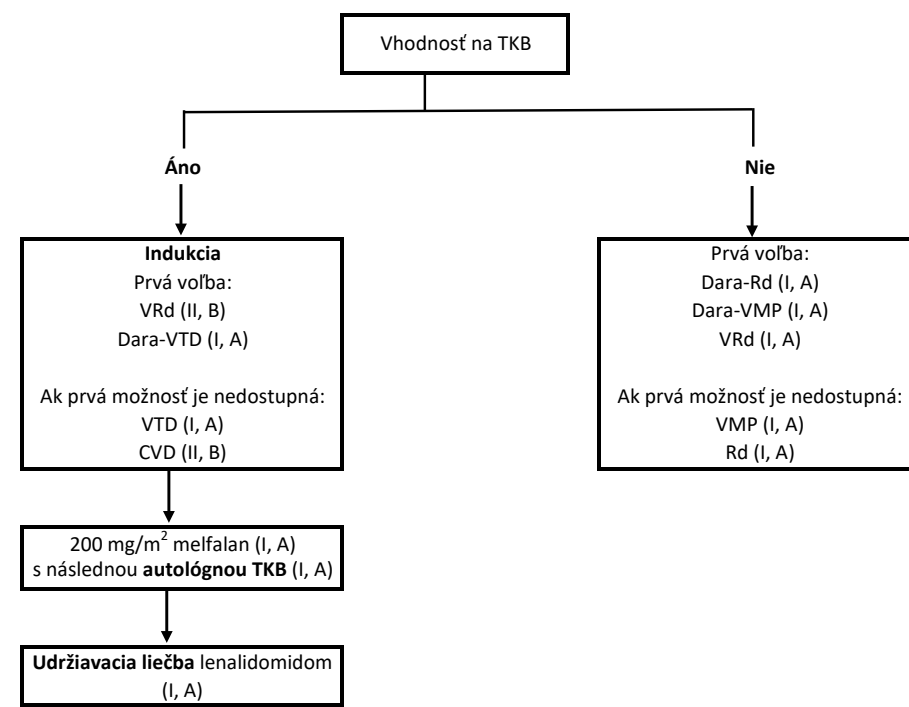 Vhodnosť na TKB
Áno
Nie
Indukcia
Prvá voľba:
VRd (II, B)
Dara-VTD (I, A)
Ak prvá možnosť je nedostupná:
VTD (I, A)
CVD (II, B)
Prvá voľba:
Dara-Rd (I, A)
Dara-VMP (I, A)
VRd (I, A)
Ak prvá možnosť je nedostupná:
VMP (I, A)
Rd (I, A)
200 mg/m² melfalan (I, A)
s následnou autológnou TKB (I, A)
Udržiavacia liečba lenalidomidom
(I, A)